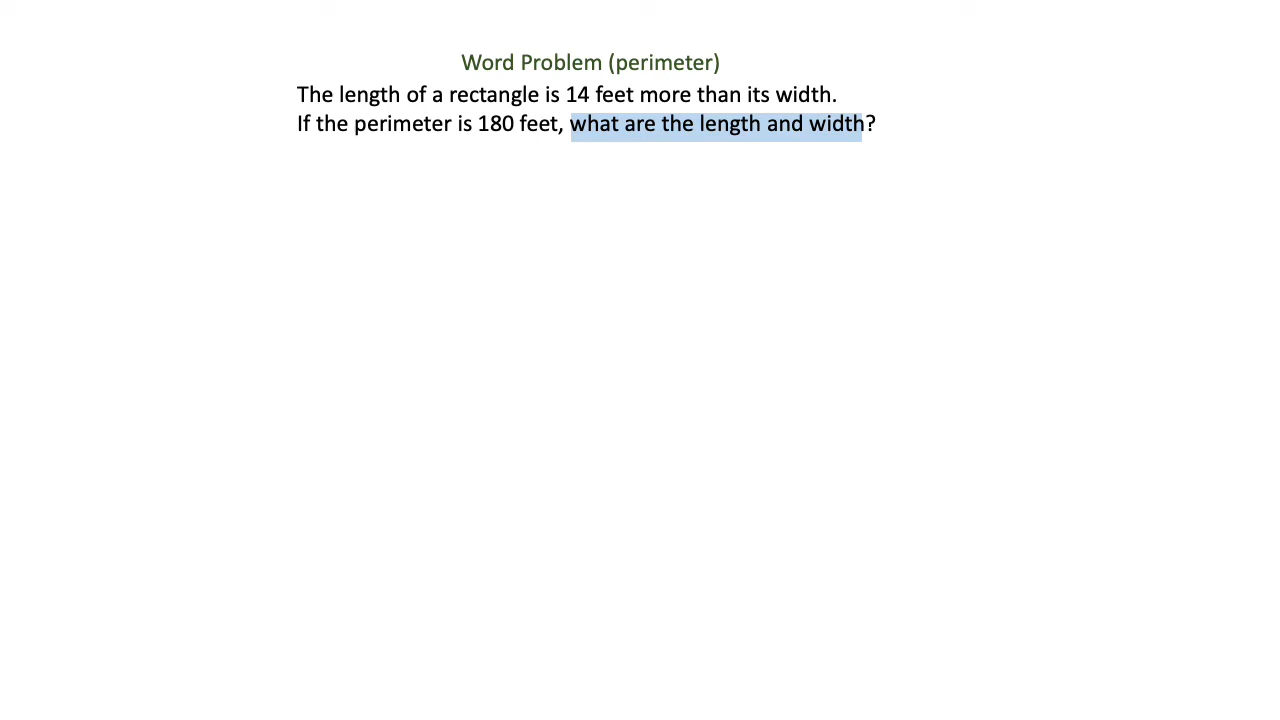 Word Problem (perimeter)
The length of a rectangle is 14 feet more than its width.
If the perimeter is 180 feet, what are the length and width?